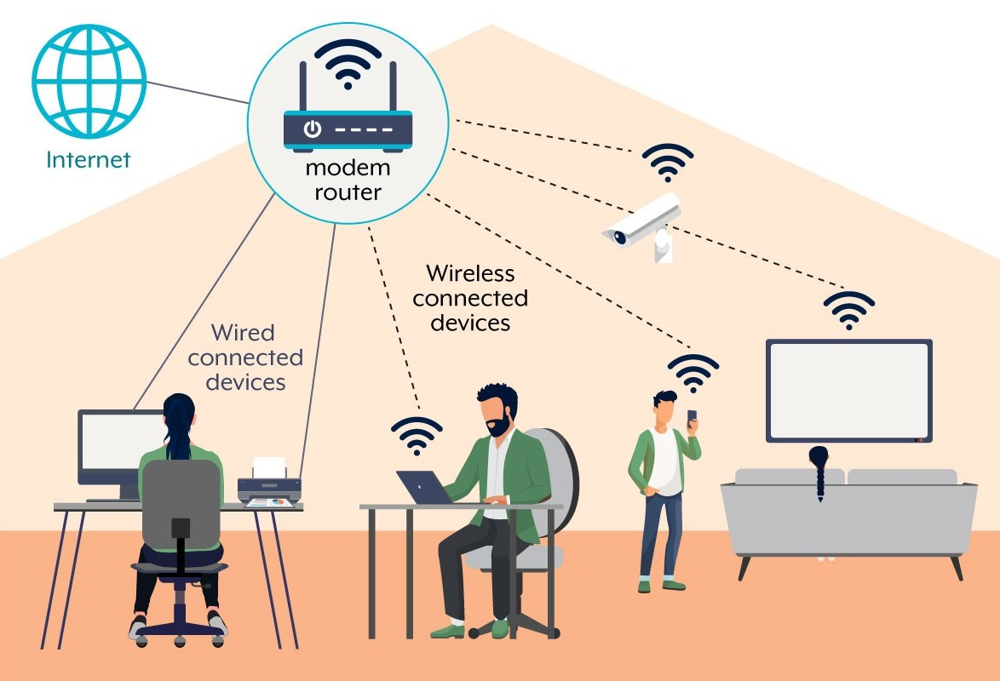 Internet
modem
router
Wireless
connected
devices
Wired
connected
devices